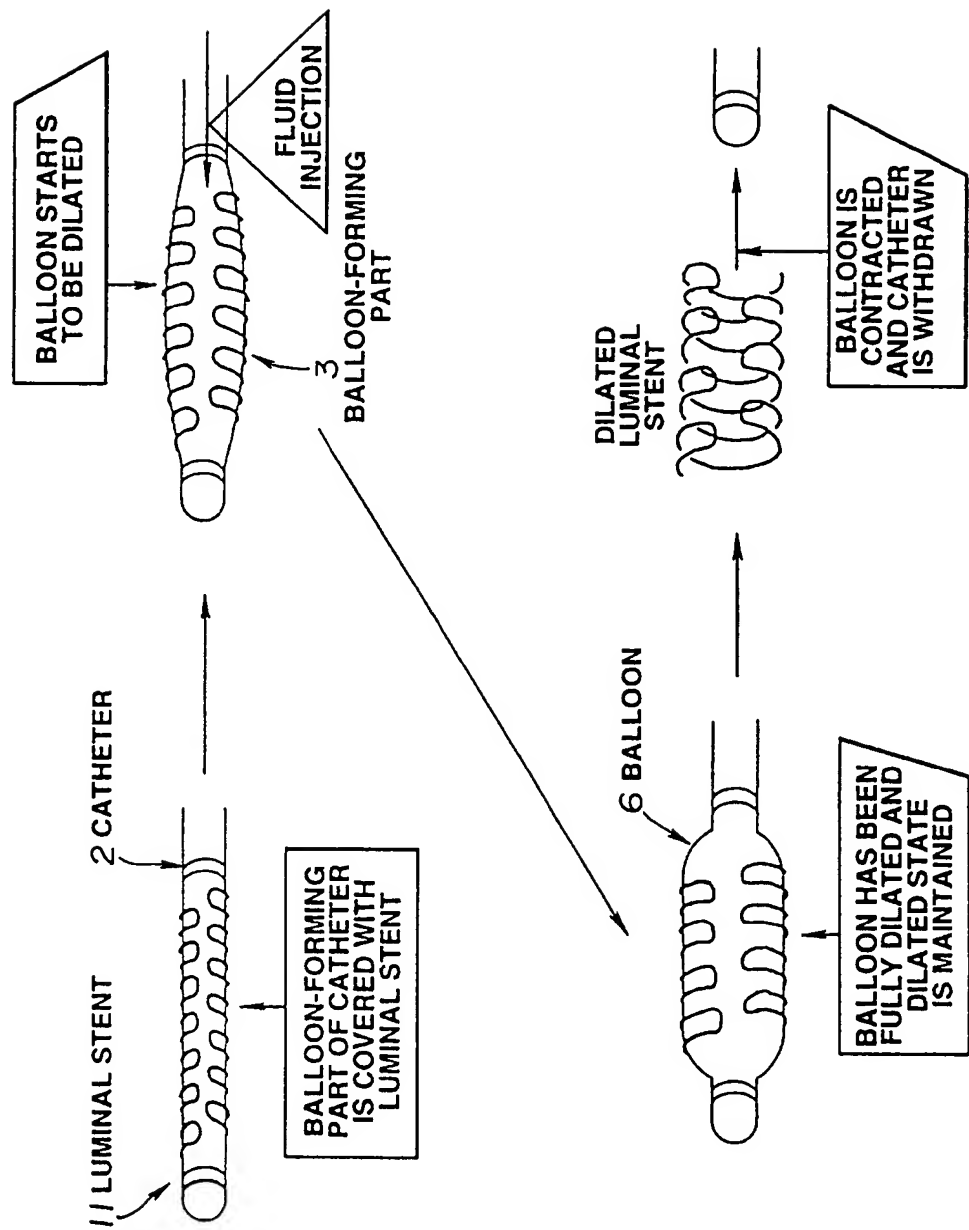 11 LUMINAL STENT
2 CATHETER
BALLOON-FORMING
PART OF CATHETER
IS COVERED WITH
LUMINAL STENT
BALLOON STARTS
TO BE DILATED
FLUID
INJECTION
3
BALLOON-FORMING
PART
6 BALLOON
BALLOON HAS BEEN
FULLY DILATED AND
DILATED STATE
IS MAINTAINED
DILATED
LUMINAL
STENT
BALLOON IS
CONTRACTED
AND CATHETER
IS WITHDRAWN